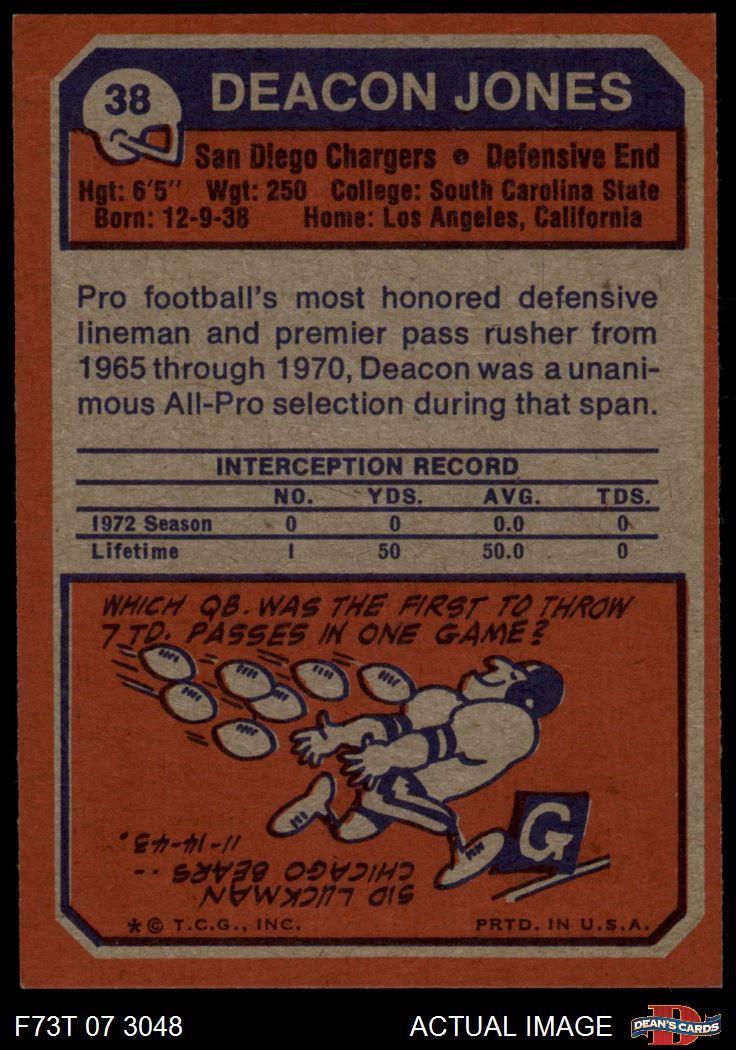 38 DEACON JONES
San Diego Chargers • Defensive End
Hgt: 6'5" Wgt: 250 College: South Carolina State
Born: 12-9-38 Home: Los Angeles, California
Pro football's most honored defensive
lineman and premier pass rusher from
1965 through 1970, Deacon was a unani-
mous All-Pro selection during that span.
INTERCEPTION RECORD
NO. YDS. AVG. TDS.
1972 Season 0 0 0.0 0
Lifetime 1 50 50.0 0
WHICH QB. WAS THE FIRST TO THROW
7 TD. PASSES IN ONE GAME?
G
SID LUCKMAN
CHICAGO BEARS --
11-14-43.
*© T.C.G., INC. PRTD. IN U.S.A.
F73T 07 3048 ACTUAL IMAGE D DEAN'S CARDS